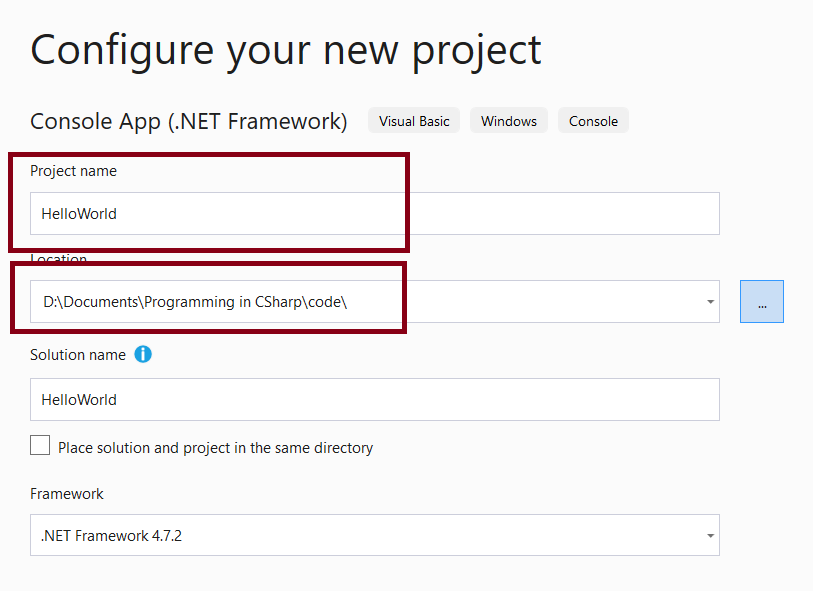 Configure your new project
Console App (.NET Framework) Visual Basic Windows Console
Project name
HelloWorld
Location
D:\Documents\Programming in CSharp\code\
...
Solution name
HelloWorld
Place solution and project in the same directory
Framework
.NET Framework 4.7.2